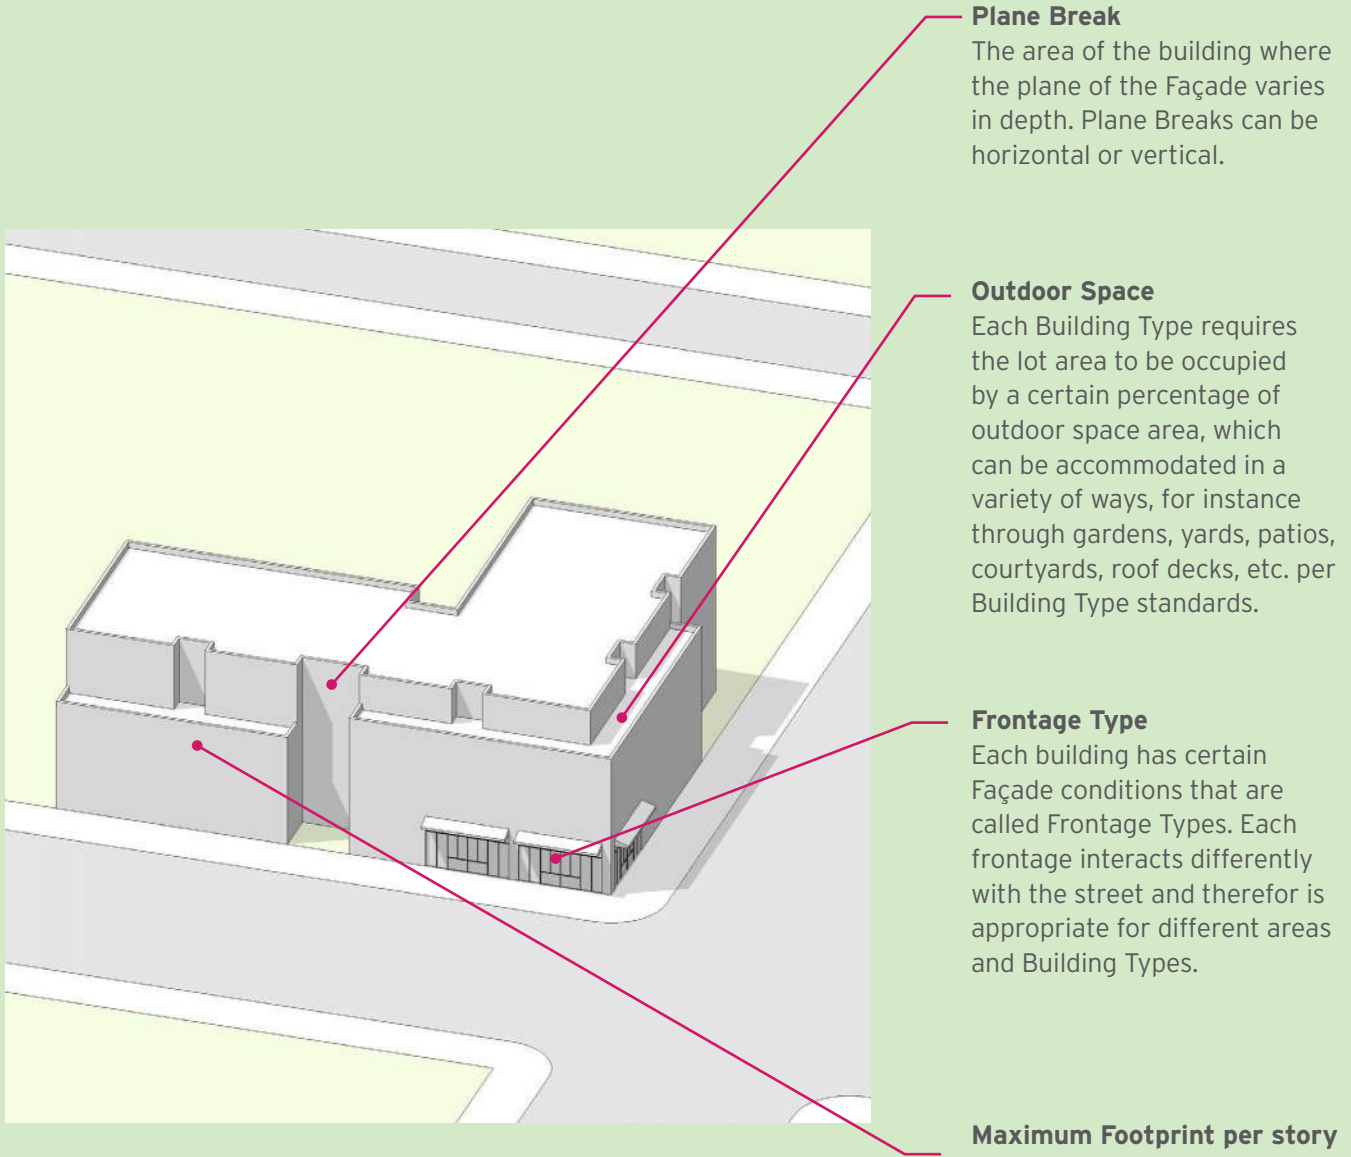 Plane Break
The area of the building where
the plane of the Façade varies
in depth. Plane Breaks can be
horizontal or vertical.
Outdoor Space
Each Building Type requires
the lot area to be occupied
by a certain percentage of
outdoor space area, which
can be accommodated in a
variety of ways, for instance
through gardens, yards, patios,
courtyards, roof decks, etc. per
Building Type standards.
Frontage Type
Each building has certain
Façade conditions that are
called Frontage Types. Each
frontage interacts differently
with the street and therefor is
appropriate for different areas
and Building Types.
Maximum Footprint per story